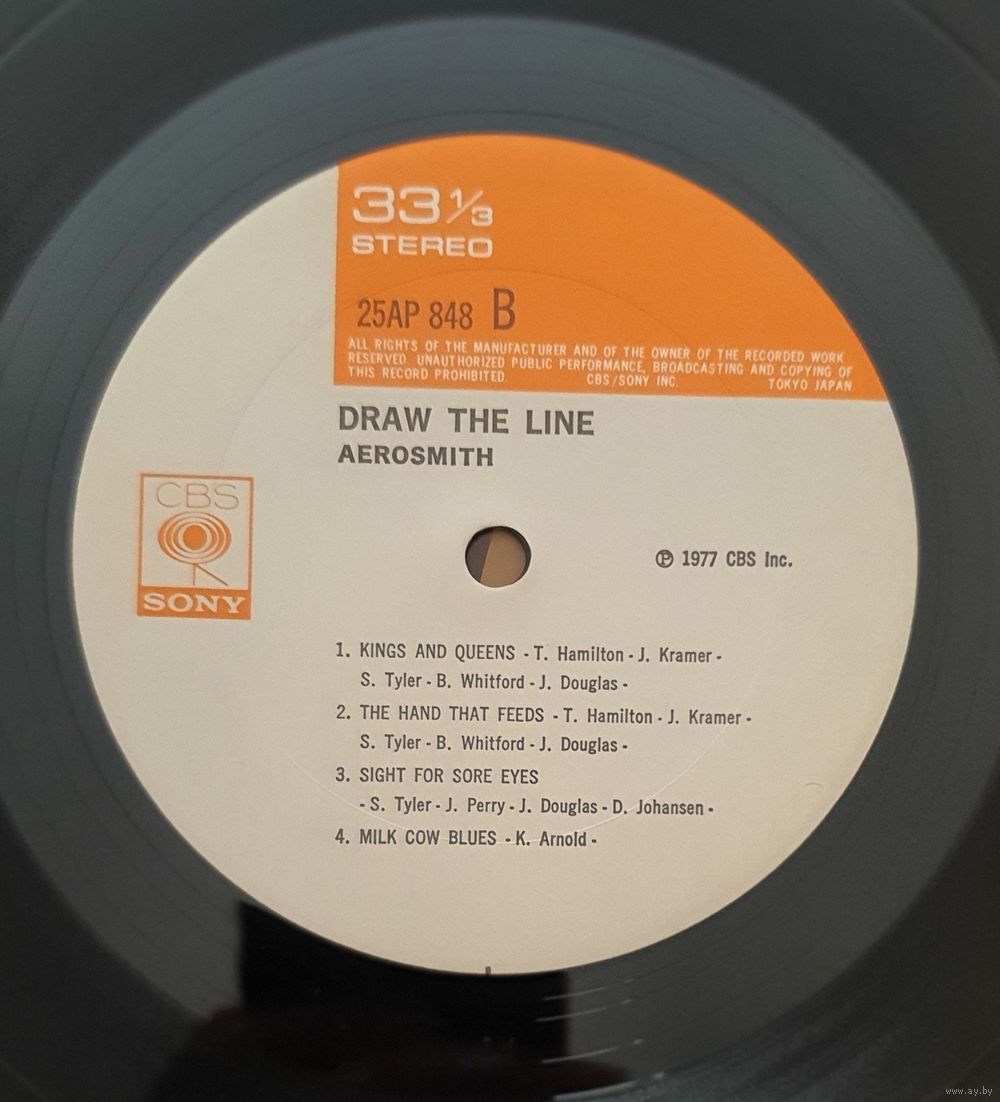 33 1/3
STEREO
25AP 848 B
ALL RIGHTS OF THE MANUFACTURER AND OF THE OWNER OF THE RECORDED WORK
RESERVED. UNAUTHORIZED PUBLIC PERFORMANCE, BROADCASTING AND COPYING OF
THIS RECORD PROHIBITED. CBS/SONY INC. TOKYO JAPAN
DRAW THE LINE
AEROSMITH
CBS
SONY
℗ 1977 CBS Inc.
1. KINGS AND QUEENS - T. Hamilton - J. Kramer -
S. Tyler - B. Whitford - J. Douglas -
2. THE HAND THAT FEEDS - T. Hamilton - J. Kramer -
S. Tyler - B. Whitford - J. Douglas -
3. SIGHT FOR SORE EYES
- S. Tyler - J. Perry - J. Douglas - D. Johansen -
4. MILK COW BLUES - K. Arnold -
www.ay.by